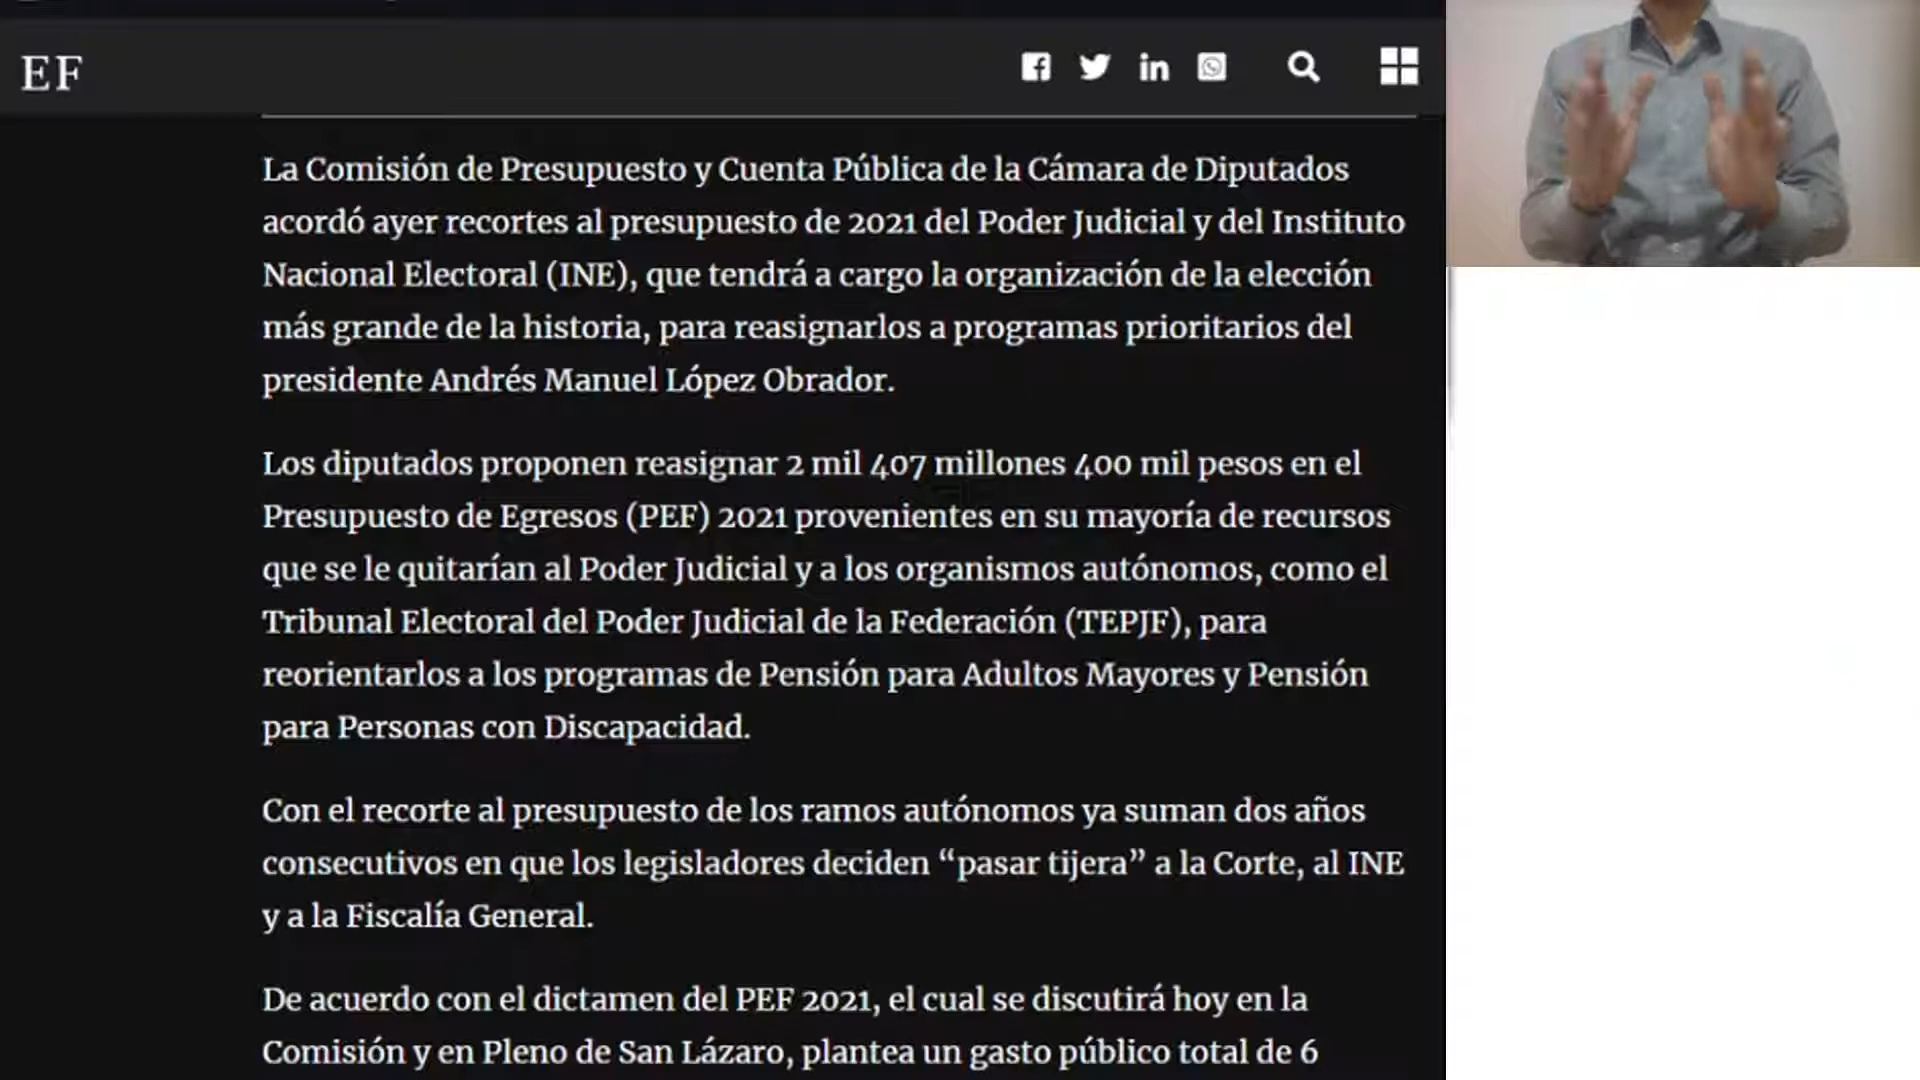 EF
La Comisión de Presupuesto y Cuenta Pública de la Cámara de Diputados
acordó ayer recortes al presupuesto de 2021 del Poder Judicial y del Instituto
Nacional Electoral (INE), que tendrá a cargo la organización de la elección
más grande de la historia, para reasignarlos a programas prioritarios del
presidente Andrés Manuel López Obrador.
Los diputados proponen reasignar 2 mil 407 millones 400 mil pesos en el
Presupuesto de Egresos (PEF) 2021 provenientes en su mayoría de recursos
que se le quitarían al Poder Judicial y a los organismos autónomos, como el
Tribunal Electoral del Poder Judicial de la Federación (TEPJF), para
reorientarlos a los programas de Pensión para Adultos Mayores y Pensión
para Personas con Discapacidad.
Con el recorte al presupuesto de los ramos autónomos ya suman dos años
consecutivos en que los legisladores deciden “pasar tijera” a la Corte, al INE
y a la Fiscalía General.
De acuerdo con el dictamen del PEF 2021, el cual se discutirá hoy en la
Comisión y en Pleno de San Lázaro, plantea un gasto público total de 6